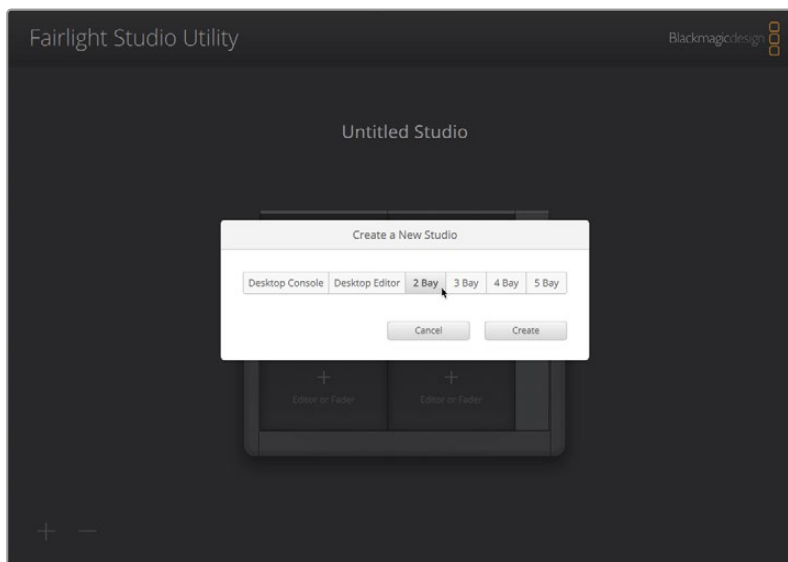 Fairlight Studio Utility
Blackmagicdesign
Untitled Studio
Create a New Studio
Desktop Console Desktop Editor 2 Bay 3 Bay 4 Bay 5 Bay
Cancel Create
+ +
Editor or Fader Editor or Fader
+ −